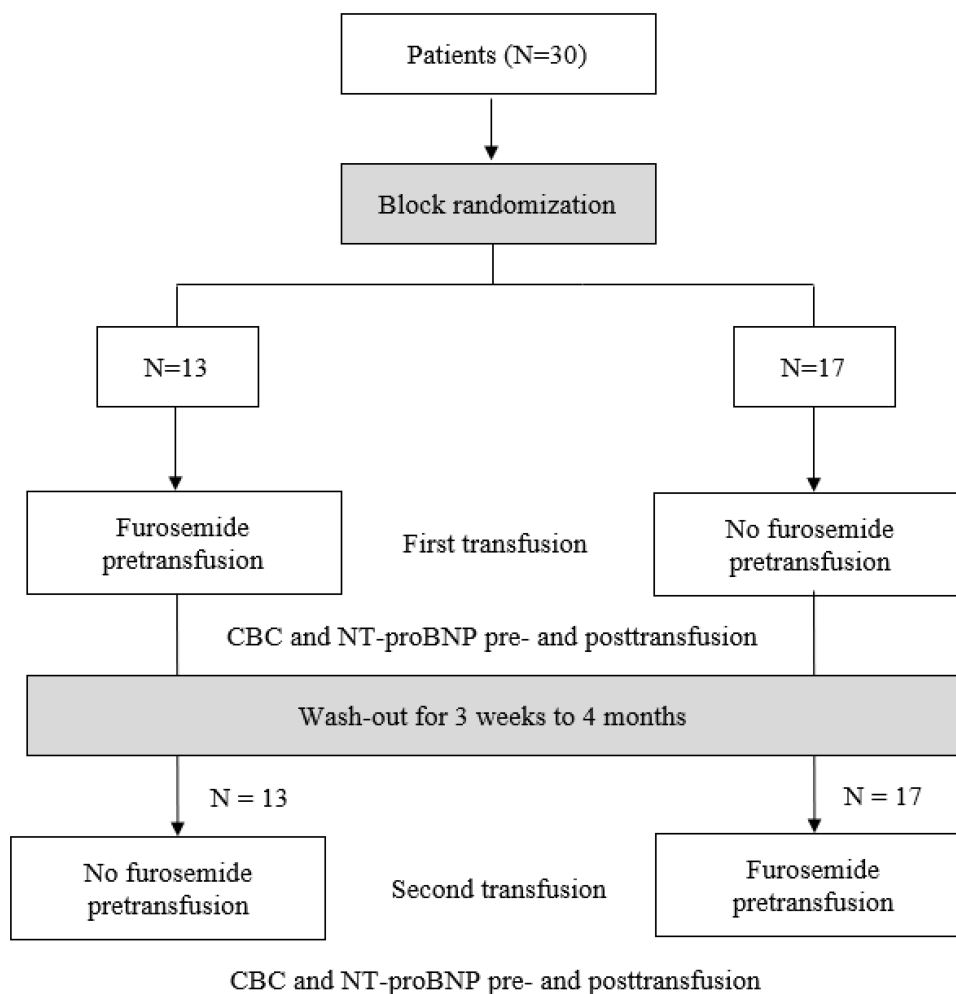 Patients (N=30)
Block randomization
N=13
N=17
Furosemide
pretransfusion
First transfusion
No furosemide
pretransfusion
CBC and NT-proBNP pre- and posttransfusion
Wash-out for 3 weeks to 4 months
N = 13
N = 17
No furosemide
pretransfusion
Second transfusion
Furosemide
pretransfusion
CBC and NT-proBNP pre- and posttransfusion